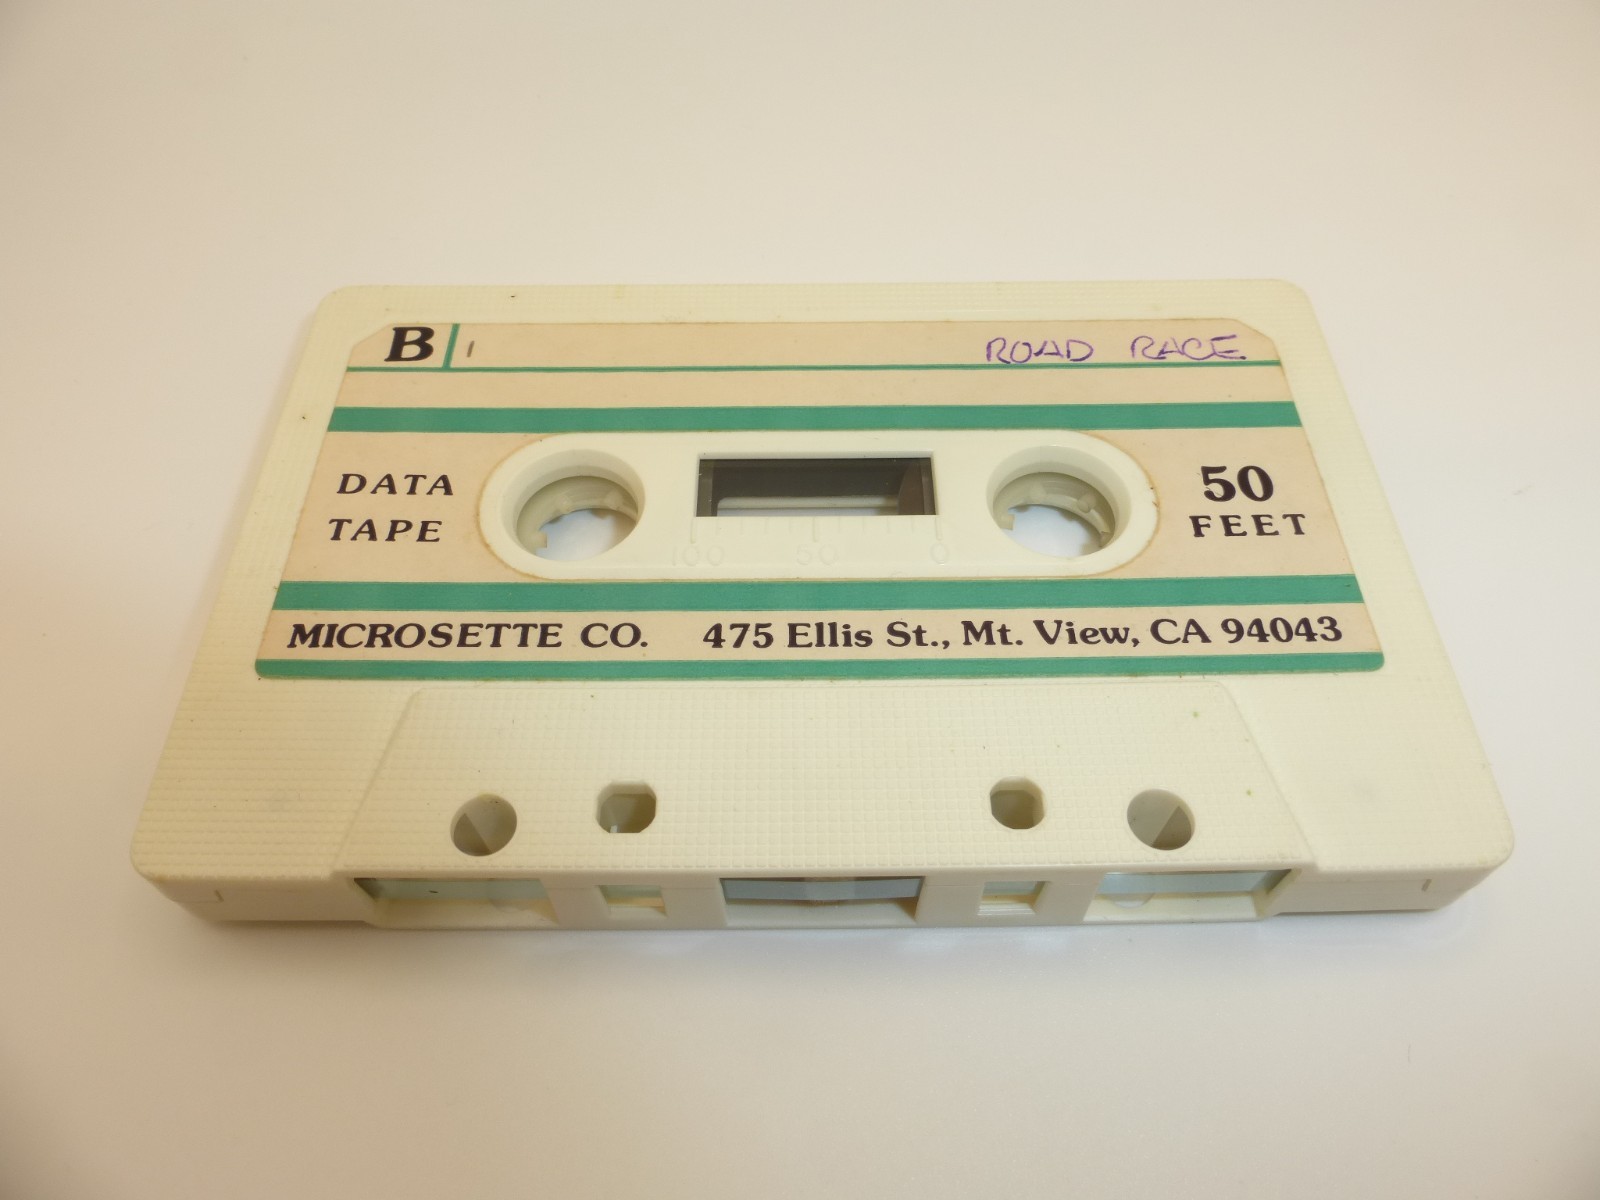 B ROAD RACE
DATA
TAPE
50
FEET
100 50 0
MICROSETTE CO. 475 Ellis St., Mt. View, CA 94043